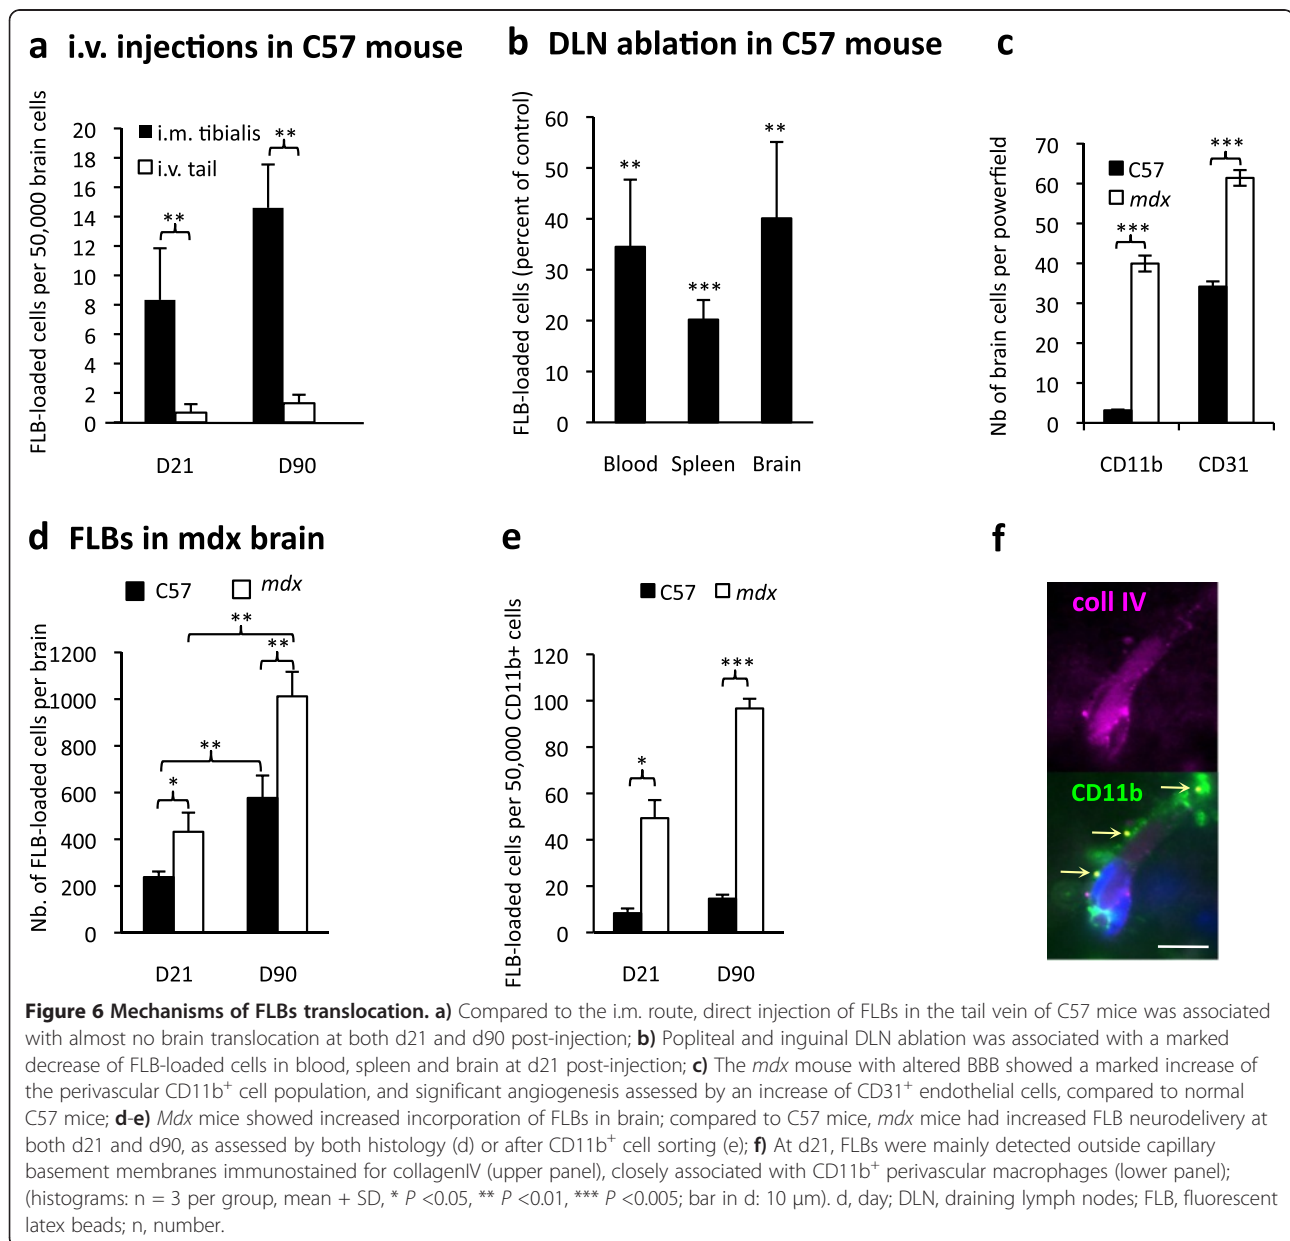 a i.v. injections in C57 mouse
FLB-loaded cells per 50,000 brain cells
20
18
16
14
12
10
8
6
4
2
0
i.m. tibialis
i.v. tail
**
**
D21 D90
b DLN ablation in C57 mouse
FLB-loaded cells (percent of control)
60
50
40
30
20
10
0
**
***
**
Blood Spleen Brain
c
Nb of brain cells per powerfield
70
60
50
40
30
20
10
0
C57
mdx
***
***
CD11b CD31
d FLBs in mdx brain
C57 mdx
Nb. of FLB-loaded cells per brain
1200
1000
800
600
400
200
0
**
**
**
*
D21 D90
e
C57 mdx
FLB-loaded cells per 50,000 CD11b+ cells
120
100
80
60
40
20
0
***
*
D21 D90
f
coll IV
CD11b
Figure 6 Mechanisms of FLBs translocation. a) Compared to the i.m. route, direct injection of FLBs in the tail vein of C57 mice was associated
with almost no brain translocation at both d21 and d90 post-injection; b) Popliteal and inguinal DLN ablation was associated with a marked
decrease of FLB-loaded cells in blood, spleen and brain at d21 post-injection; c) The mdx mouse with altered BBB showed a marked increase of
the perivascular CD11b⁺ cell population, and significant angiogenesis assessed by an increase of CD31⁺ endothelial cells, compared to normal
C57 mice; d-e) Mdx mice showed increased incorporation of FLBs in brain; compared to C57 mice, mdx mice had increased FLB neurodelivery at
both d21 and d90, as assessed by both histology (d) or after CD11b⁺ cell sorting (e); f) At d21, FLBs were mainly detected outside capillary
basement membranes immunostained for collagenIV (upper panel), closely associated with CD11b⁺ perivascular macrophages (lower panel);
(histograms: n = 3 per group, mean + SD, * P <0.05, ** P <0.01, *** P <0.005; bar in d: 10 μm). d, day; DLN, draining lymph nodes; FLB, fluorescent
latex beads; n, number.